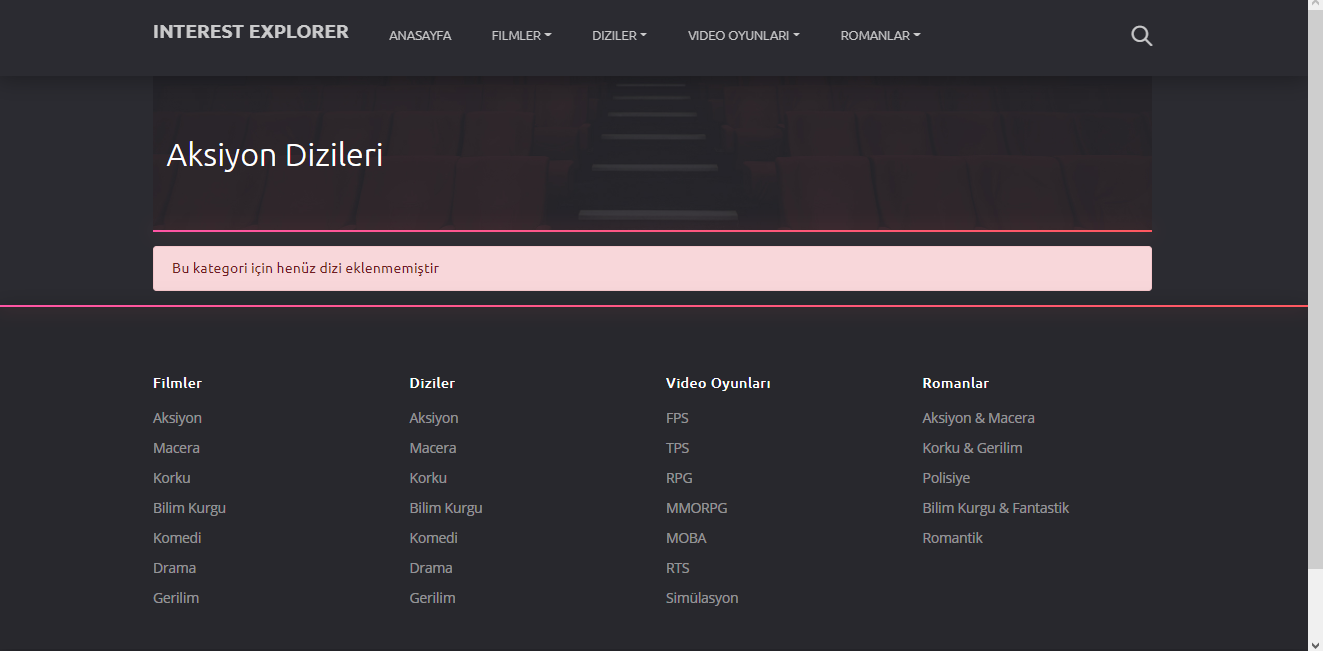 INTEREST EXPLORER ANASAYFA FILMLER DIZILER VIDEO OYUNLARI ROMANLAR
Aksiyon Dizileri
Bu kategori için henüz dizi eklenmemiştir
Filmler
Aksiyon
Macera
Korku
Bilim Kurgu
Komedi
Drama
Gerilim
Diziler
Aksiyon
Macera
Korku
Bilim Kurgu
Komedi
Drama
Gerilim
Video Oyunları
FPS
TPS
RPG
MMORPG
MOBA
RTS
Simülasyon
Romanlar
Aksiyon & Macera
Korku & Gerilim
Polisiye
Bilim Kurgu & Fantastik
Romantik